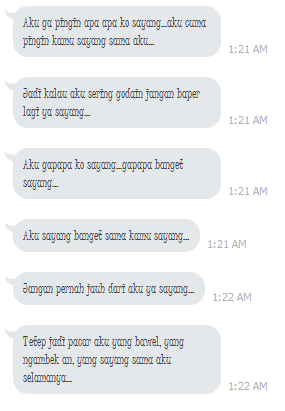 Aku ga pingin apa apa ko sayang...aku cuma
pingin kamu sayang sama aku...
1:21 AM
Jadi kalau aku sering godain jangan baper
lagi ya sayang...
1:21 AM
Aku gapapa ko sayang...gapapa banget
sayang...
1:21 AM
Aku sayang banget sama kamu sayang...
1:21 AM
Jangan pernah jauh dari aku ya sayang...
1:22 AM
Tetep jadi pacar aku yang bawel, yang
ngambek an, yang sayang sama aku
selamanya...
1:22 AM